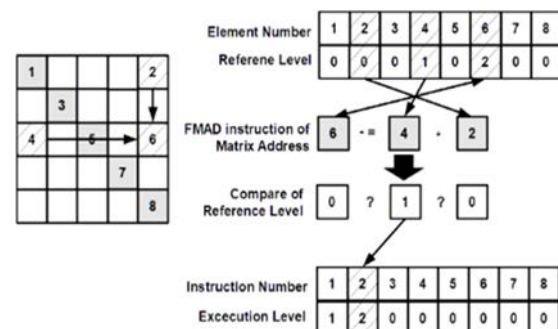 1 2
3
4 5 6
7
8
Element Number 1 2 3 4 5 6 7 8
Referene Level 0 0 0 1 0 2 0 0
FMAD instruction of
Matrix Address
6 -= 4 · 2
Compare of
Reference Level
0 ? 1 ? 0
Instruction Number 1 2 3 4 5 6 7 8
Excecution Level 1 2 0 0 0 0 0 0